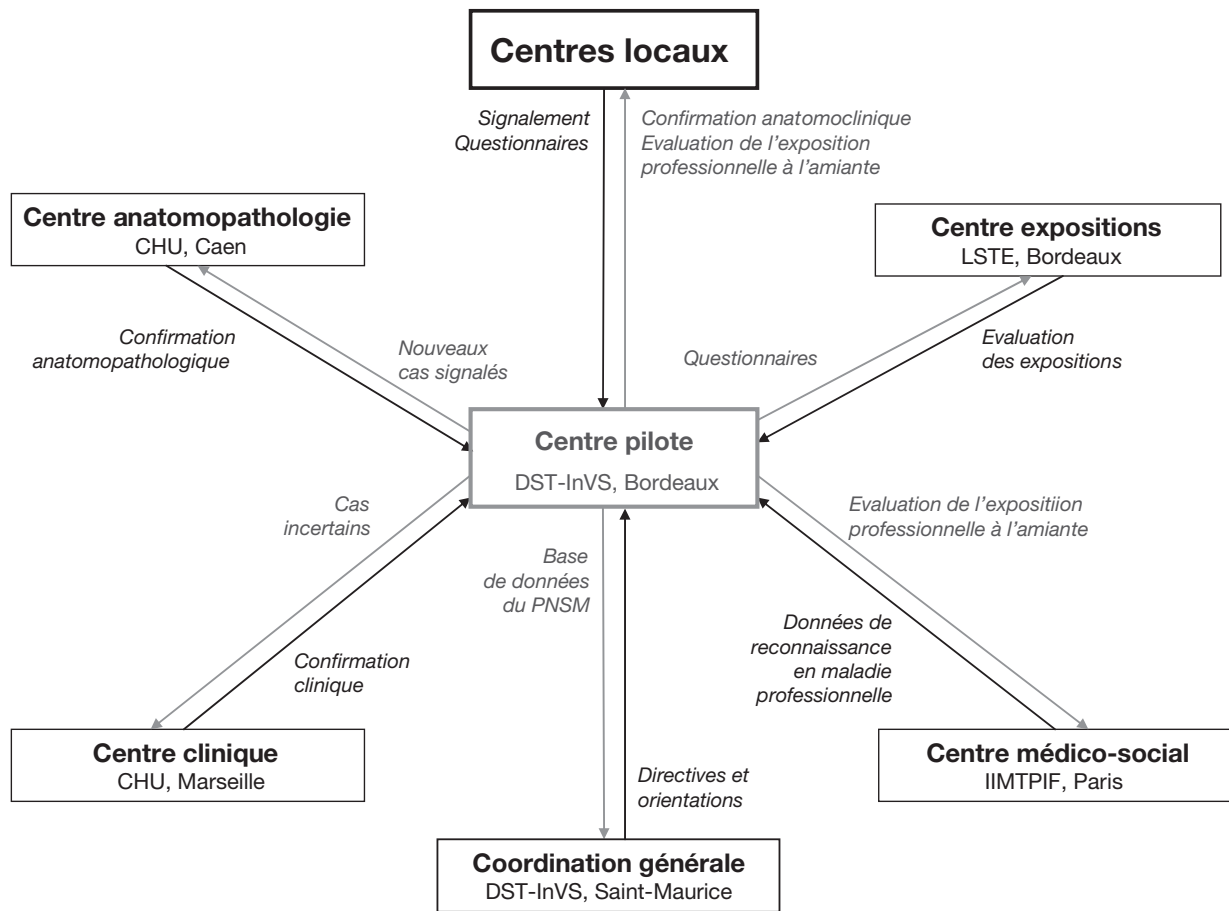 Centres locaux
Signalement
Questionnaires
Confirmation anatomoclinique
Evaluation de l'exposition
professionnelle à l'amiante
Centre anatomopathologie
CHU, Caen
Centre expositions
LSTE, Bordeaux
Confirmation
anatomopathologique
Nouveaux
cas signalés
Questionnaires
Evaluation
des expositions
Centre pilote
DST-InVS, Bordeaux
Cas
incertains
Base
de données
du PNSM
Evaluation de l'expositiion
professionnelle à l'amiante
Confirmation
clinique
Données de
reconnaissance
en maladie
professionnelle
Centre clinique
CHU, Marseille
Directives et
orientations
Centre médico-social
IIMTPIF, Paris
Coordination générale
DST-InVS, Saint-Maurice